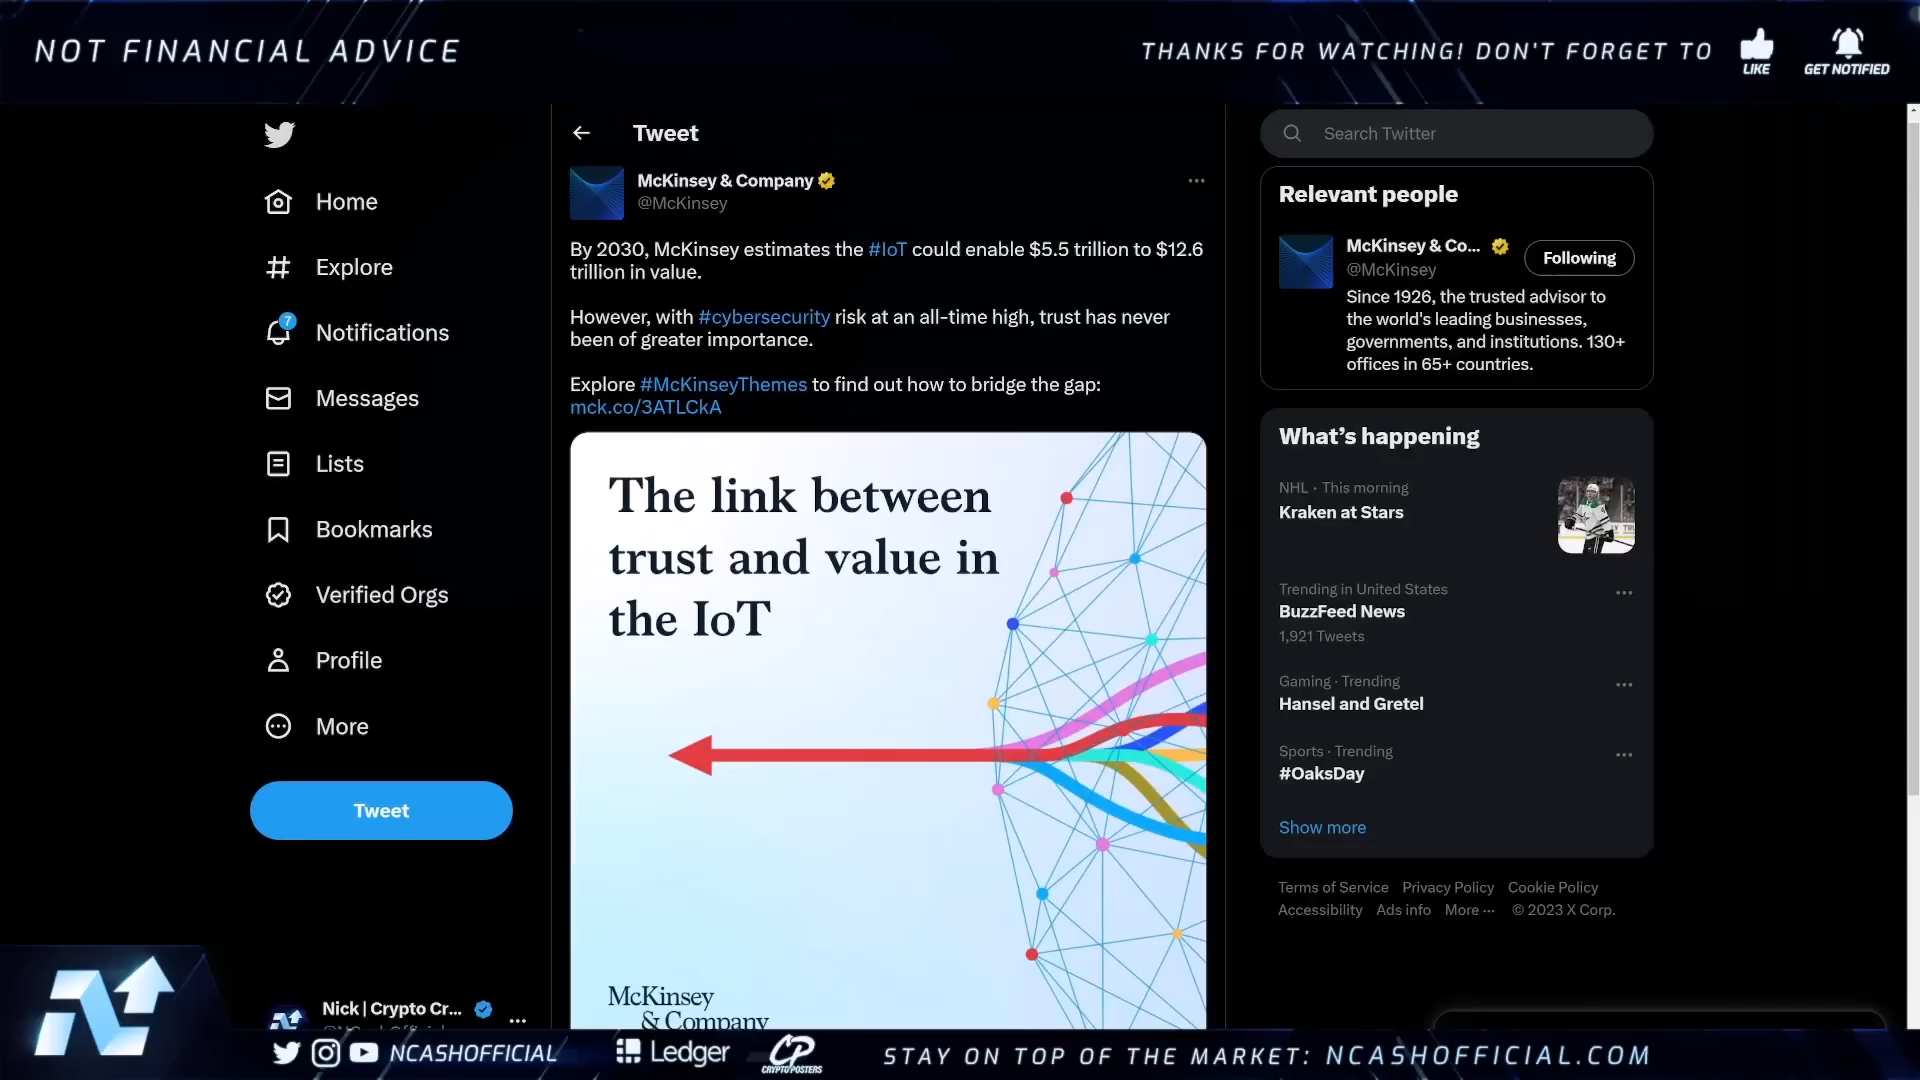 NOT FINANCIAL ADVICE
THANKS FOR WATCHING! DON'T FORGET TO
LIKE
GET NOTIFIED
Home
Explore
7
Notifications
Messages
Lists
Bookmarks
Verified Orgs
Profile
More
Tweet
Nick | Crypto Cr...
Tweet
McKinsey & Company
@McKinsey
By 2030, McKinsey estimates the #IoT could enable $5.5 trillion to $12.6
trillion in value.
However, with #cybersecurity risk at an all-time high, trust has never
been of greater importance.
Explore #McKinseyThemes to find out how to bridge the gap:
mck.co/3ATLCkA
The link between
trust and value in
the IoT
McKinsey
& Company
Search Twitter
Relevant people
McKinsey & Co...
Following
@McKinsey
Since 1926, the trusted advisor to
the world's leading businesses,
governments, and institutions. 130+
offices in 65+ countries.
What's happening
NHL · This morning
Kraken at Stars
Trending in United States
BuzzFeed News
1,921 Tweets
Gaming · Trending
Hansel and Gretel
Sports · Trending
#OaksDay
Show more
Terms of Service Privacy Policy Cookie Policy
Accessibility Ads info More ··· © 2023 X Corp.
NCASHOFFICIAL
Ledger
CP
CRYPTOPOSTERS
STAY ON TOP OF THE MARKET: NCASHOFFICIAL.COM